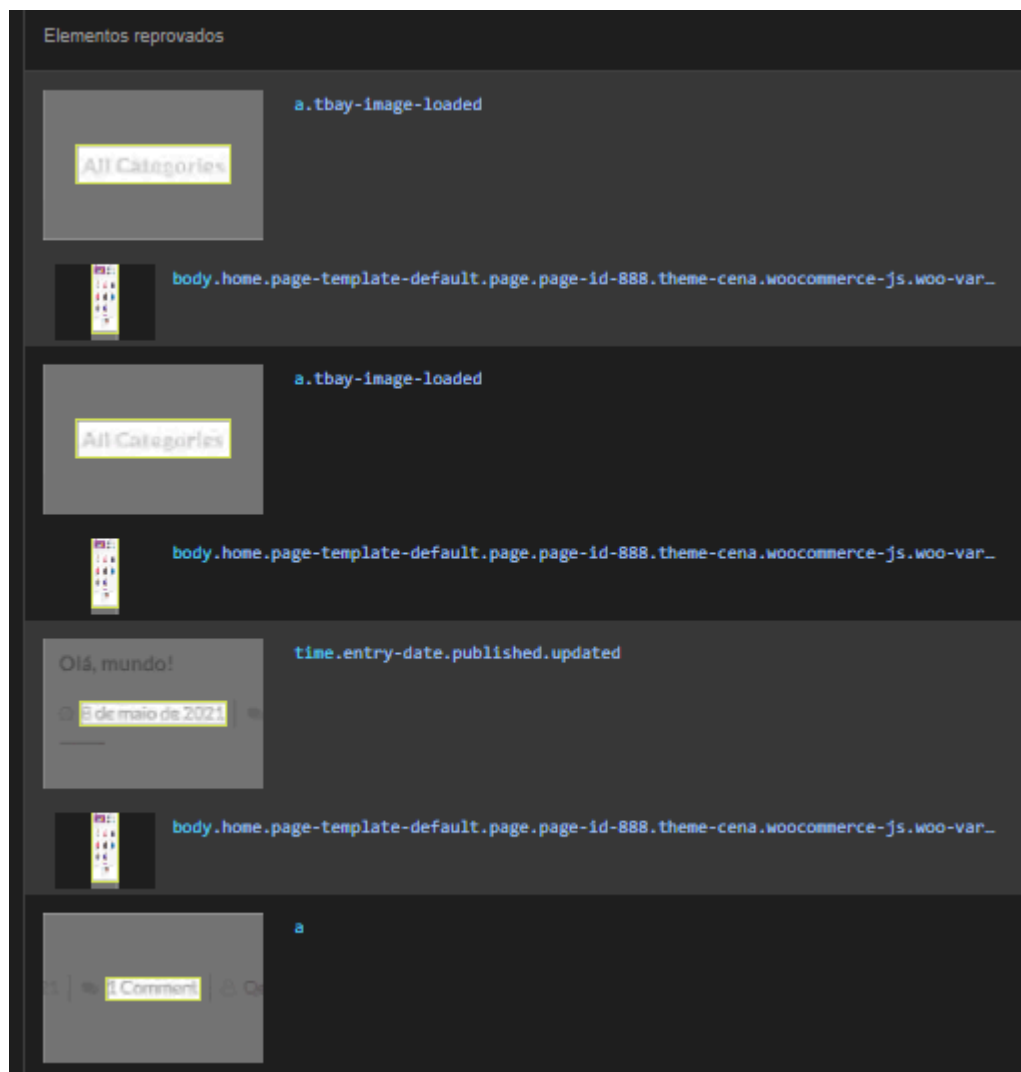 Elementos reprovados
a.tbay-image-loaded
All Categories
body.home.page-template-default.page.page-id-888.theme-cena.woocommerce-js.woo-var…
a.tbay-image-loaded
All Categories
body.home.page-template-default.page.page-id-888.theme-cena.woocommerce-js.woo-var…
time.entry-date.published.updated
Olá, mundo!
8 de maio de 2021
body.home.page-template-default.page.page-id-888.theme-cena.woocommerce-js.woo-var…
a
1 Comment